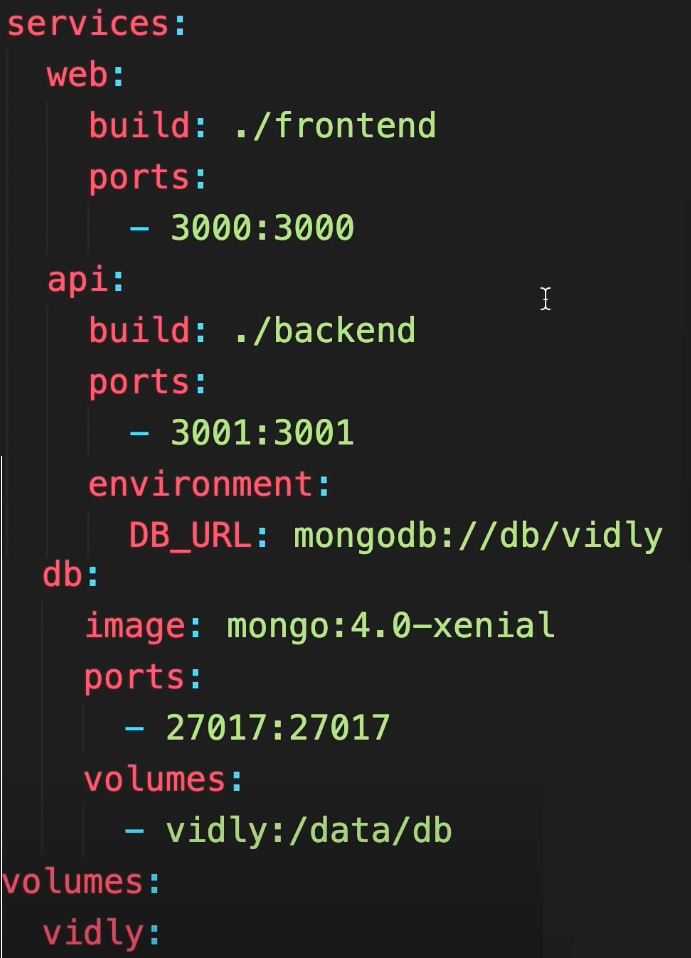 services:
  web:
    build: ./frontend
    ports:
      - 3000:3000
  api:
    build: ./backend
    ports:
      - 3001:3001
    environment:
      DB_URL: mongodb://db/vidly
  db:
    image: mongo:4.0-xenial
    ports:
      - 27017:27017
    volumes:
      - vidly:/data/db
volumes:
  vidly: